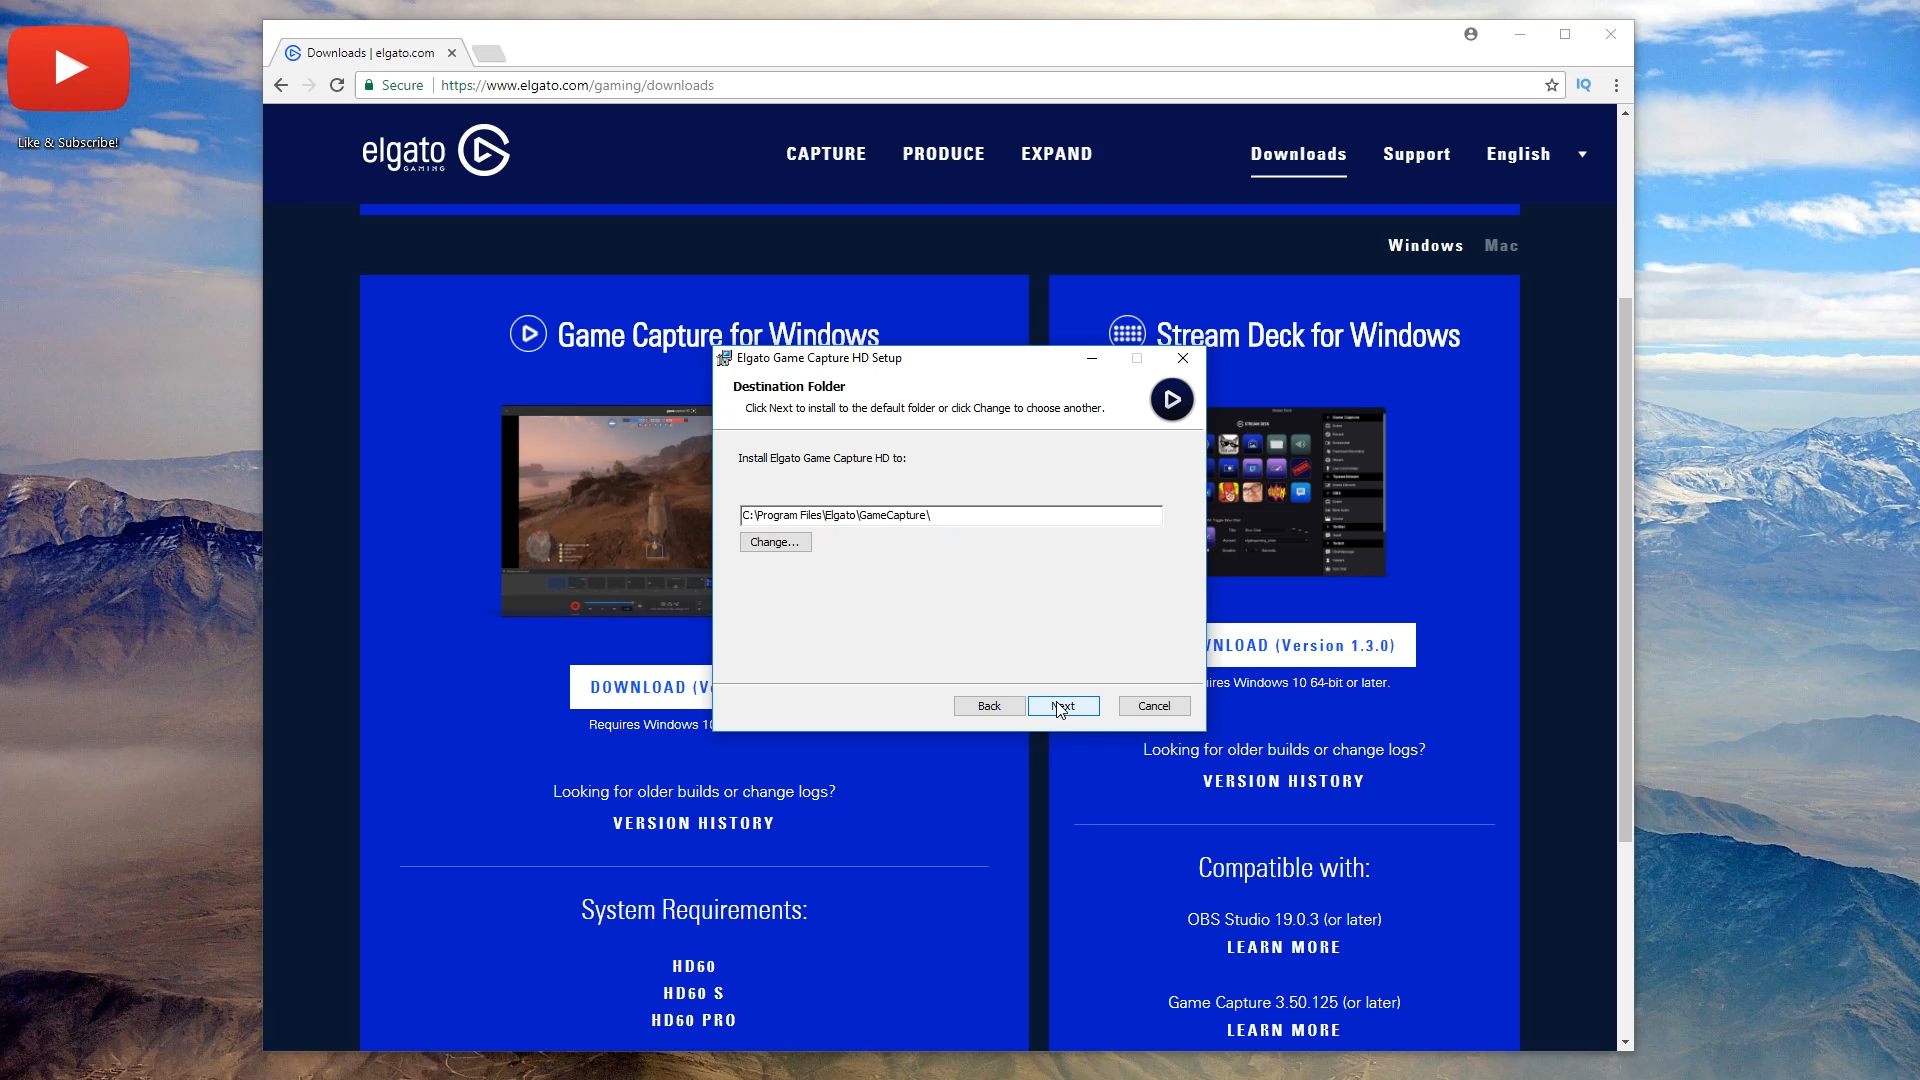 Like & Subscribe!
Downloads | elgato.com
Secure
https://www.elgato.com/gaming/downloads
IQ
elgato
GAMING
CAPTURE
PRODUCE
EXPAND
Downloads
Support
English
Windows
Mac
Game Capture for Windows
DOWNLOAD (Ve
Requires Windows 10
Looking for older builds or change logs?
VERSION HISTORY
System Requirements:
HD60
HD60 S
HD60 PRO
Elgato Game Capture HD Setup
Destination Folder
Click Next to install to the default folder or click Change to choose another.
Install Elgato Game Capture HD to:
C:\Program Files\Elgato\GameCapture\
Change...
Back
Next
Cancel
Stream Deck for Windows
STREAM DECK
WNLOAD (Version 1.3.0)
ires Windows 10 64-bit or later.
Looking for older builds or change logs?
VERSION HISTORY
Compatible with:
OBS Studio 19.0.3 (or later)
LEARN MORE
Game Capture 3.50.125 (or later)
LEARN MORE